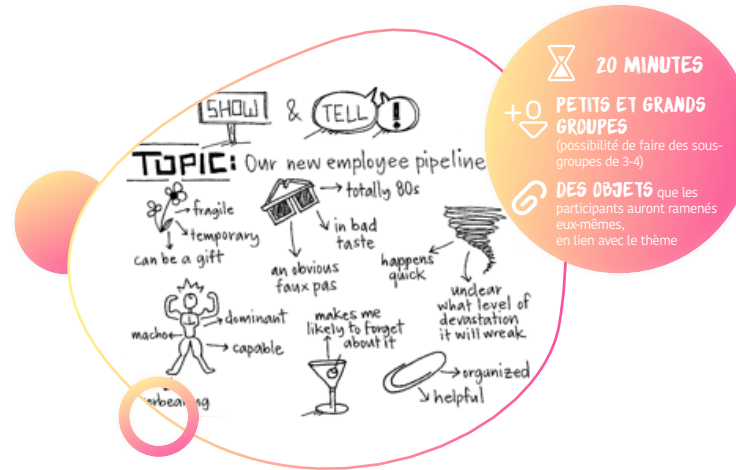 SHOW & TELL !
TOPIC: Our new employee pipeline
fragile
temporary
can be a gift
totally 80s
in bad
taste
an obvious
faux pas
happens
quick
unclear
what level of
devastation
it will wreak
macho
dominant
capable
makes me
likely to forget
about it
organized
helpful
20 MINUTES
PETITS ET GRANDS
GROUPES
(possibilité de faire des sous-
groupes de 3-4)
DES OBJETS que les
participants auront ramenés
eux-mêmes,
en lien avec le thème